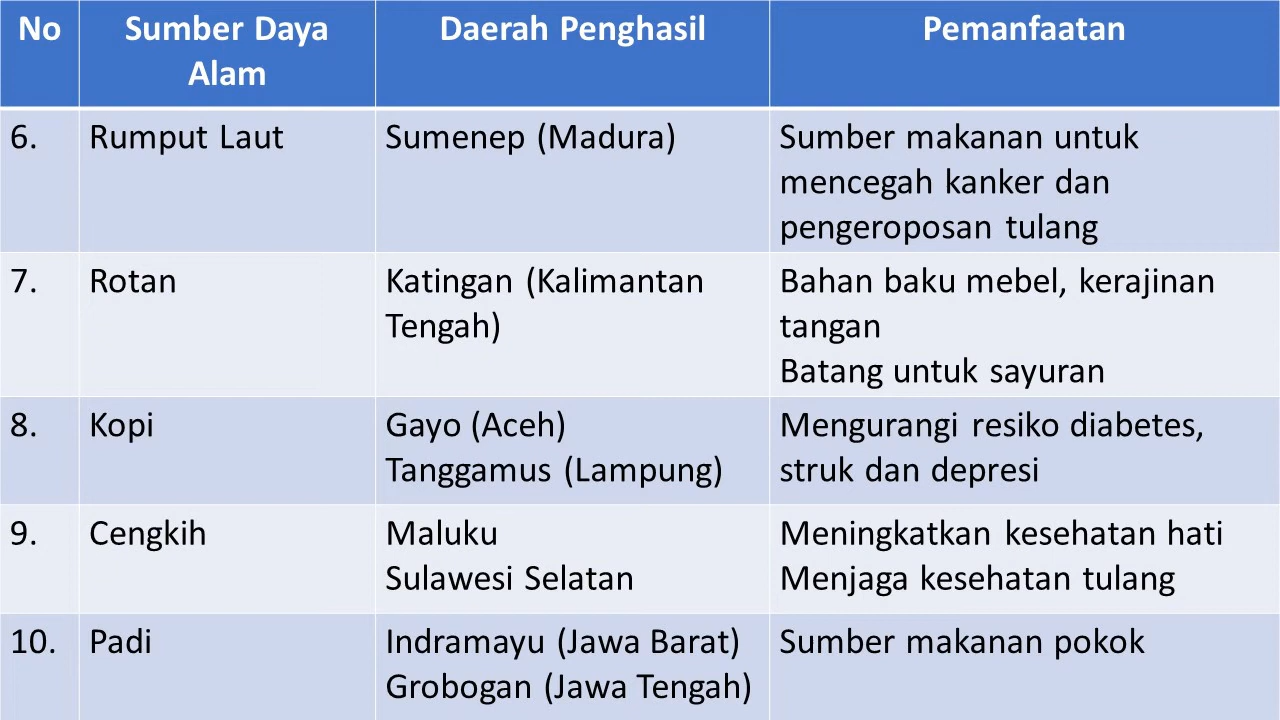 No
Sumber Daya
Alam
Daerah Penghasil
Pemanfaatan
6.
Rumput Laut
Sumenep (Madura)
Sumber makanan untuk
mencegah kanker dan
pengeroposan tulang
7.
Rotan
Katingan (Kalimantan
Tengah)
Bahan baku mebel, kerajinan
tangan
Batang untuk sayuran
8.
Kopi
Gayo (Aceh)
Tanggamus (Lampung)
Mengurangi resiko diabetes,
struk dan depresi
9.
Cengkih
Maluku
Sulawesi Selatan
Meningkatkan kesehatan hati
Menjaga kesehatan tulang
10.
Padi
Indramayu (Jawa Barat)
Grobogan (Jawa Tengah)
Sumber makanan pokok